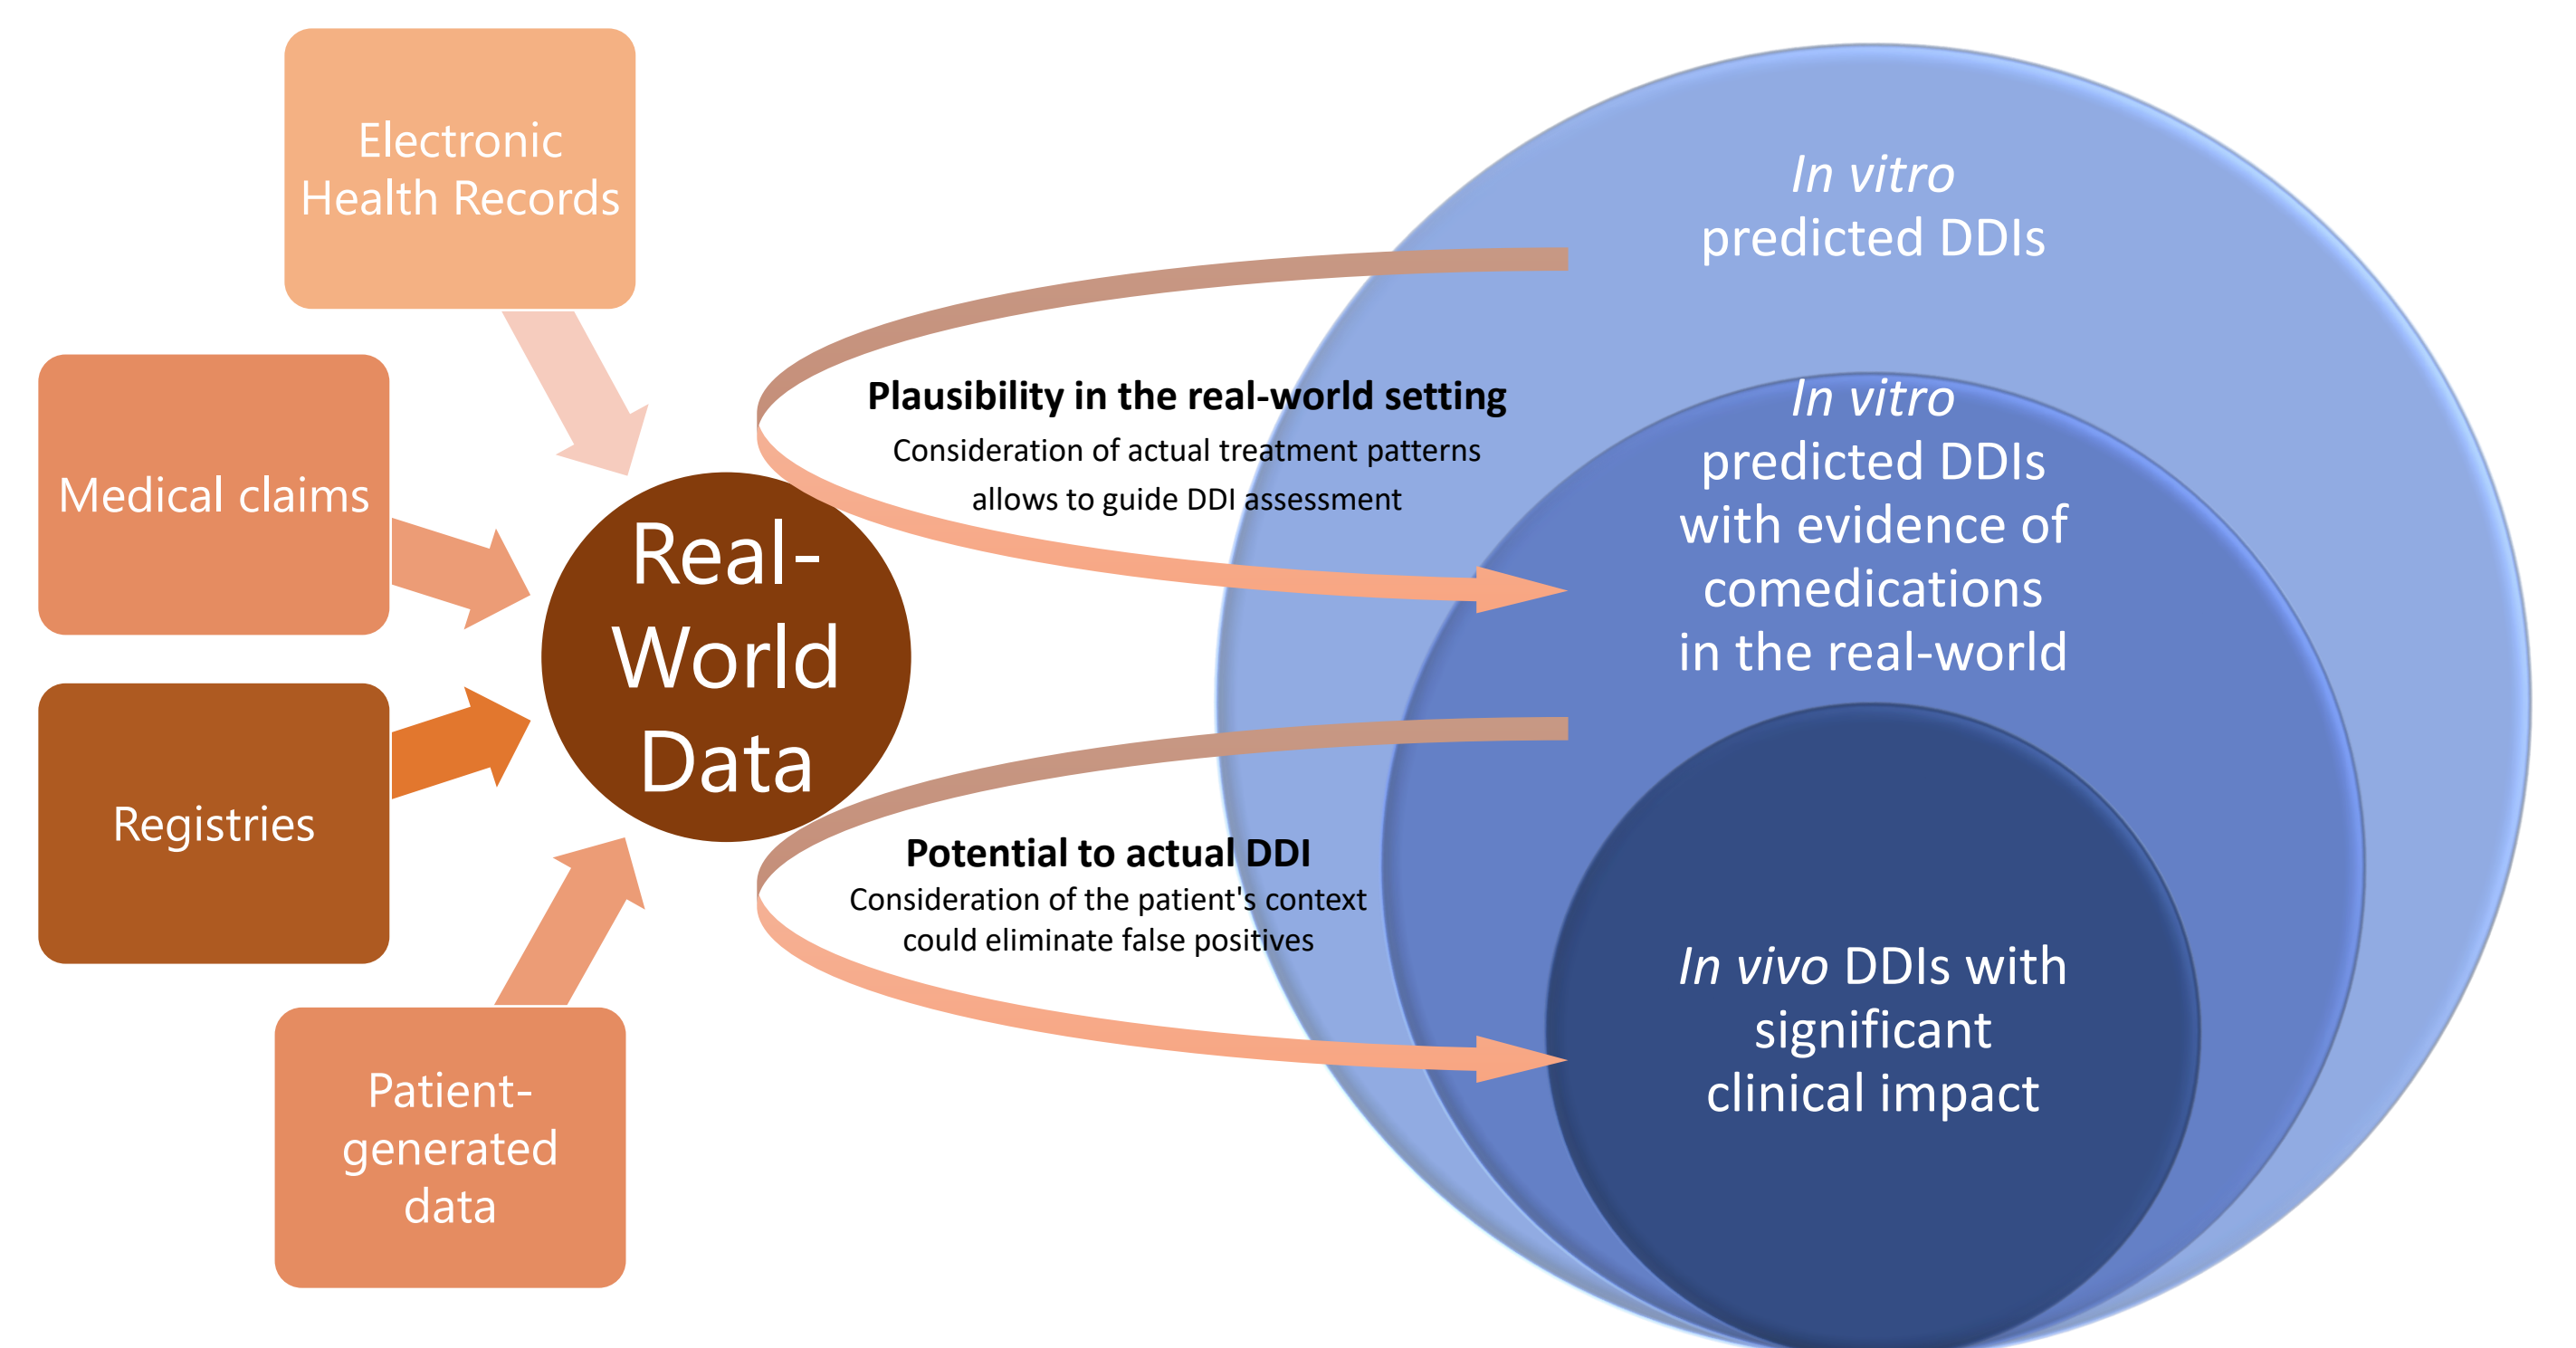 Electronic
Health Records
Medical claims
Registries
Patient-
generated
data
Real-
World
Data
Plausibility in the real-world setting
Consideration of actual treatment patterns
allows to guide DDI assessment
Potential to actual DDI
Consideration of the patient's context
could eliminate false positives
In vitro
predicted DDIs
In vitro
predicted DDIs
with evidence of
comedications
in the real-world
In vivo DDIs with
significant
clinical impact